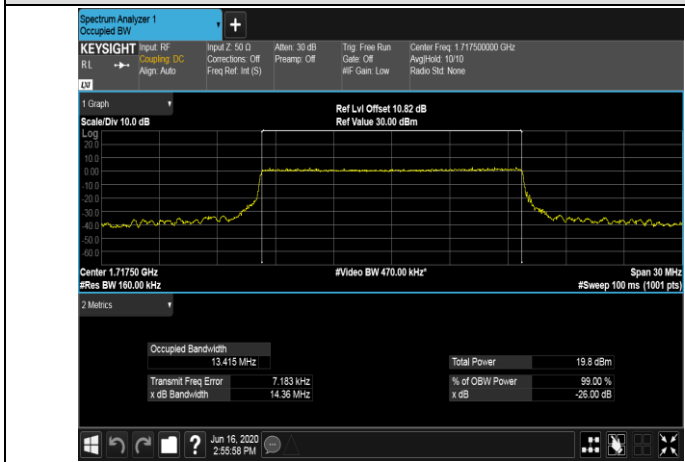 Spectrum Analyzer 1
Occupied BW
+
KEYSIGHT Input: RF Input Z: 50 Ω Atten: 30 dB Trig: Free Run Center Freq: 1.717500000 GHz
RL Coupling: DC Corrections: Off Preamp: Off Gate: Off Avg|Hold: 10/10
Align: Auto Freq Ref: Int (S) #IF Gain: Low Radio Std: None
LXI
1 Graph
Ref Lvl Offset 10.82 dB
Scale/Div 10.0 dB Ref Value 30.00 dBm
Log
20.0
10.0
0.00
-10.0
-20.0
-30.0
-40.0
-50.0
-60.0
Center 1.71750 GHz #Video BW 470.00 kHz* Span 30 MHz
#Res BW 160.00 kHz #Sweep 100 ms (1001 pts)
2 Metrics
Occupied Bandwidth
13.415 MHz Total Power 19.8 dBm
Transmit Freq Error 7.183 kHz % of OBW Power 99.00 %
x dB Bandwidth 14.36 MHz x dB -26.00 dB
? Jun 16, 2020
2:55:58 PM